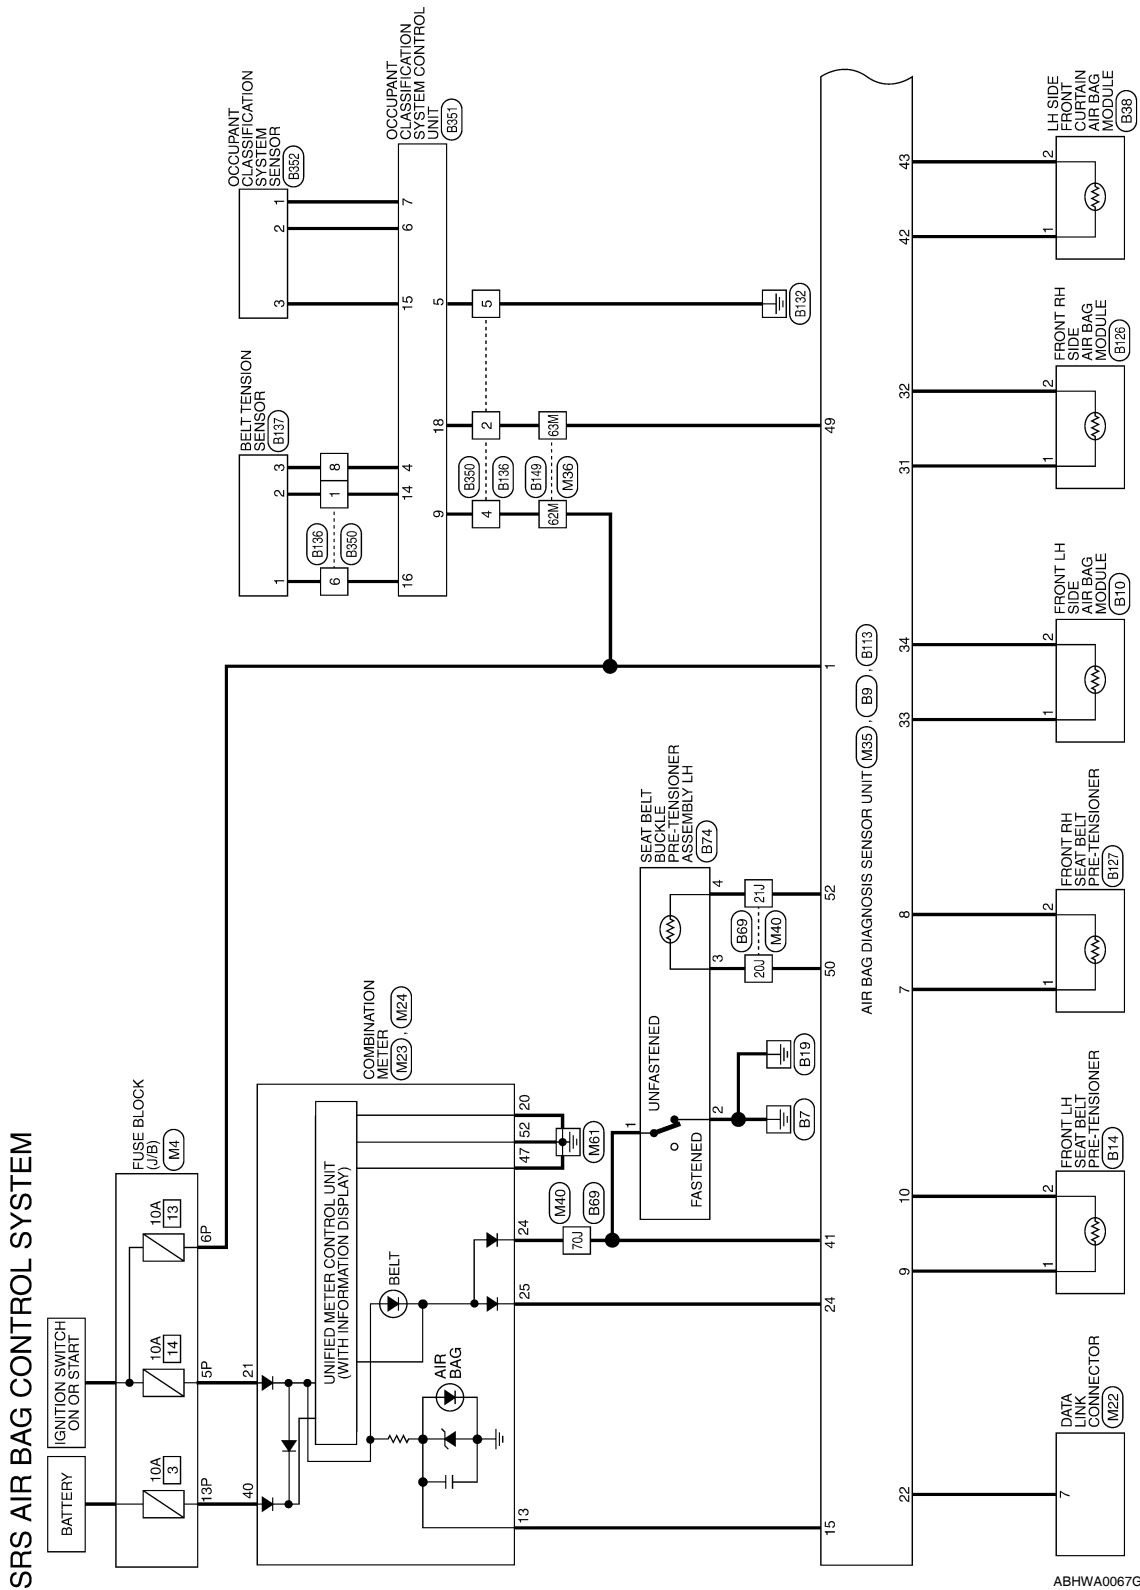 SRS AIR BAG CONTROL SYSTEM
BATTERY
IGNITION SWITCH
ON OR START
FUSE BLOCK
(J/B)
M4
10A
3
10A
14
10A
13
13P
5P
6P
40
21
COMBINATION
METER
M23 , M24
UNIFIED METER CONTROL UNIT
(WITH INFORMATION DISPLAY)
AIR
BAG
BELT
13
25
24
47
52
20
M61
M40
B69
70J
SEAT BELT
BUCKLE
PRE-TENSIONER
ASSEMBLY LH
B74
UNFASTENED
FASTENED
1
2
3
4
B7
B19
20J
21J
B69
M40
BELT TENSION
SENSOR
B137
1
2
3
B136
B350
6
1
8
16
14
4
OCCUPANT
CLASSIFICATION
SYSTEM
SENSOR
B352
3
2
1
15
6
7
OCCUPANT
CLASSIFICATION
SYSTEM CONTROL
UNIT
B351
9
18
5
4
2
5
B350
B136
62M
63M
B149
M36
B132
15
24
41
50
52
1
49
AIR BAG DIAGNOSIS SENSOR UNIT M35 , B9 , B113
22
9
10
7
8
33
34
31
32
42
43
7
DATA
LINK
CONNECTOR
M22
1
2
FRONT LH
SEAT BELT
PRE-TENSIONER
B14
1
2
FRONT RH
SEAT BELT
PRE-TENSIONER
B127
1
2
FRONT LH
SIDE
AIR BAG
MODULE
B10
1
2
FRONT RH
SIDE
AIR BAG
MODULE
B126
1
2
LH SIDE
FRONT
CURTAIN
AIR BAG
MODULE
B38
ABHWA0067G